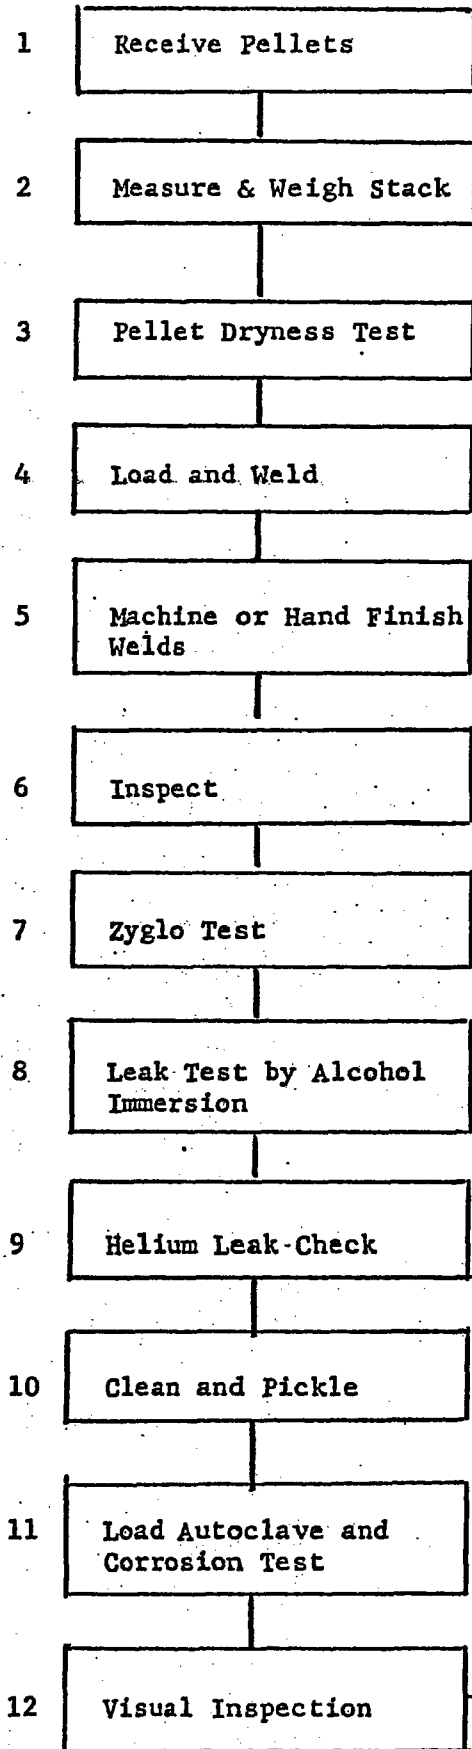 1 Receive Pellets
2 Measure & Weigh Stack
3 Pellet Dryness Test
4 Load and Weld
5 Machine or Hand Finish
Welds
6 Inspect
7 Zyglo Test
8 Leak Test by Alcohol
Immersion
9 Helium Leak-Check
10 Clean and Pickle
11 Load Autoclave and
Corrosion Test
12 Visual Inspection